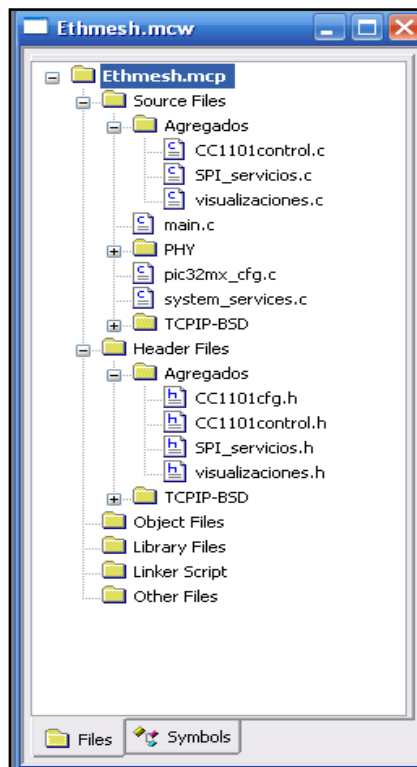 Ethmesh.mcw
Ethmesh.mcp
Source Files
Agregados
CC1101control.c
SPI_servicios.c
visualizaciones.c
main.c
PHY
pic32mx_cfg.c
system_services.c
TCPIP-BSD
Header Files
Agregados
CC1101cfg.h
CC1101control.h
SPI_servicios.h
visualizaciones.h
TCPIP-BSD
Object Files
Library Files
Linker Script
Other Files
Files Symbols